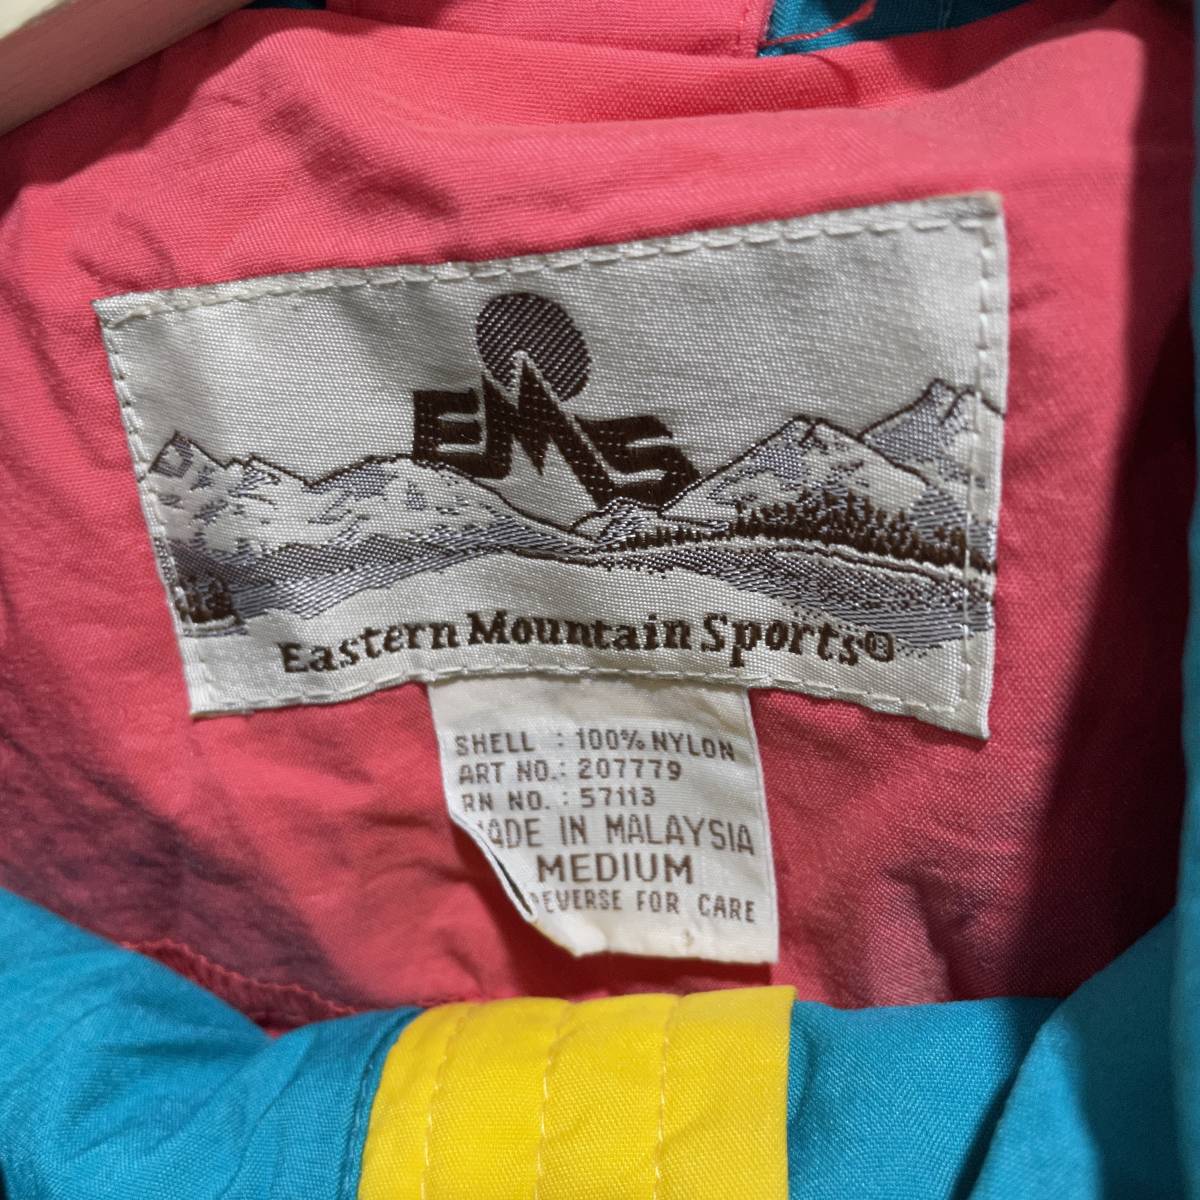 EMS
Eastern Mountain Sports®
SHELL : 100% NYLON
ART NO.: 207779
RN NO. : 57113
MADE IN MALAYSIA
MEDIUM
REVERSE FOR CARE